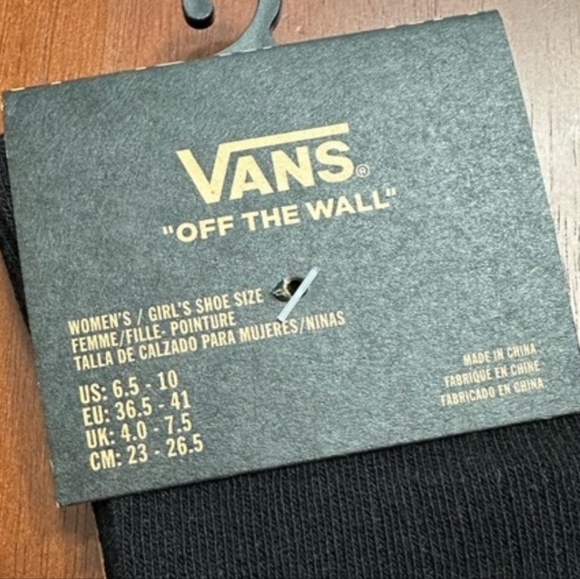 VANS®
"OFF THE WALL"
WOMEN'S / GIRL'S SHOE SIZE
FEMME/FILLE- POINTURE
TALLA DE CALZADO PARA MUJERES/NINAS
US: 6.5 - 10
EU: 36.5 - 41
UK: 4.0 - 7.5
CM: 23 - 26.5
MADE IN CHINA
FABRIQUE EN CHINE
FABRICADO EN CHINA